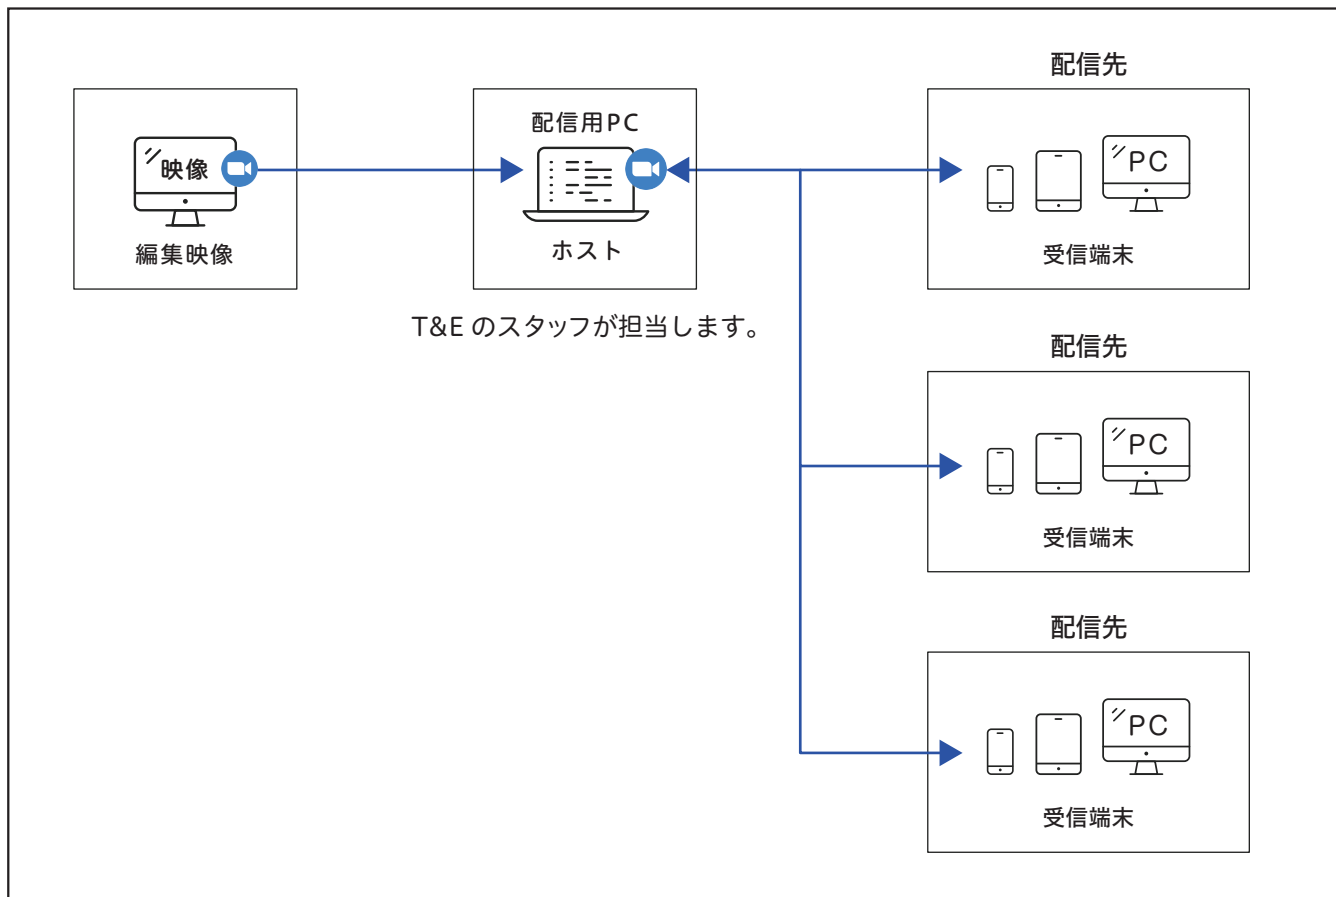 映像
編集映像
配信用PC
ホスト
T&E のスタッフが担当します。
配信先
PC
受信端末
配信先
PC
受信端末
配信先
PC
受信端末